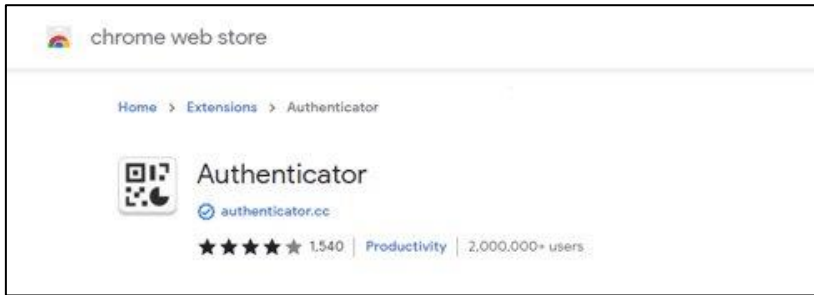 chrome web store
Home > Extensions > Authenticator
Authenticator
authenticator.cc
1,540 | Productivity | 2,000,000+ users